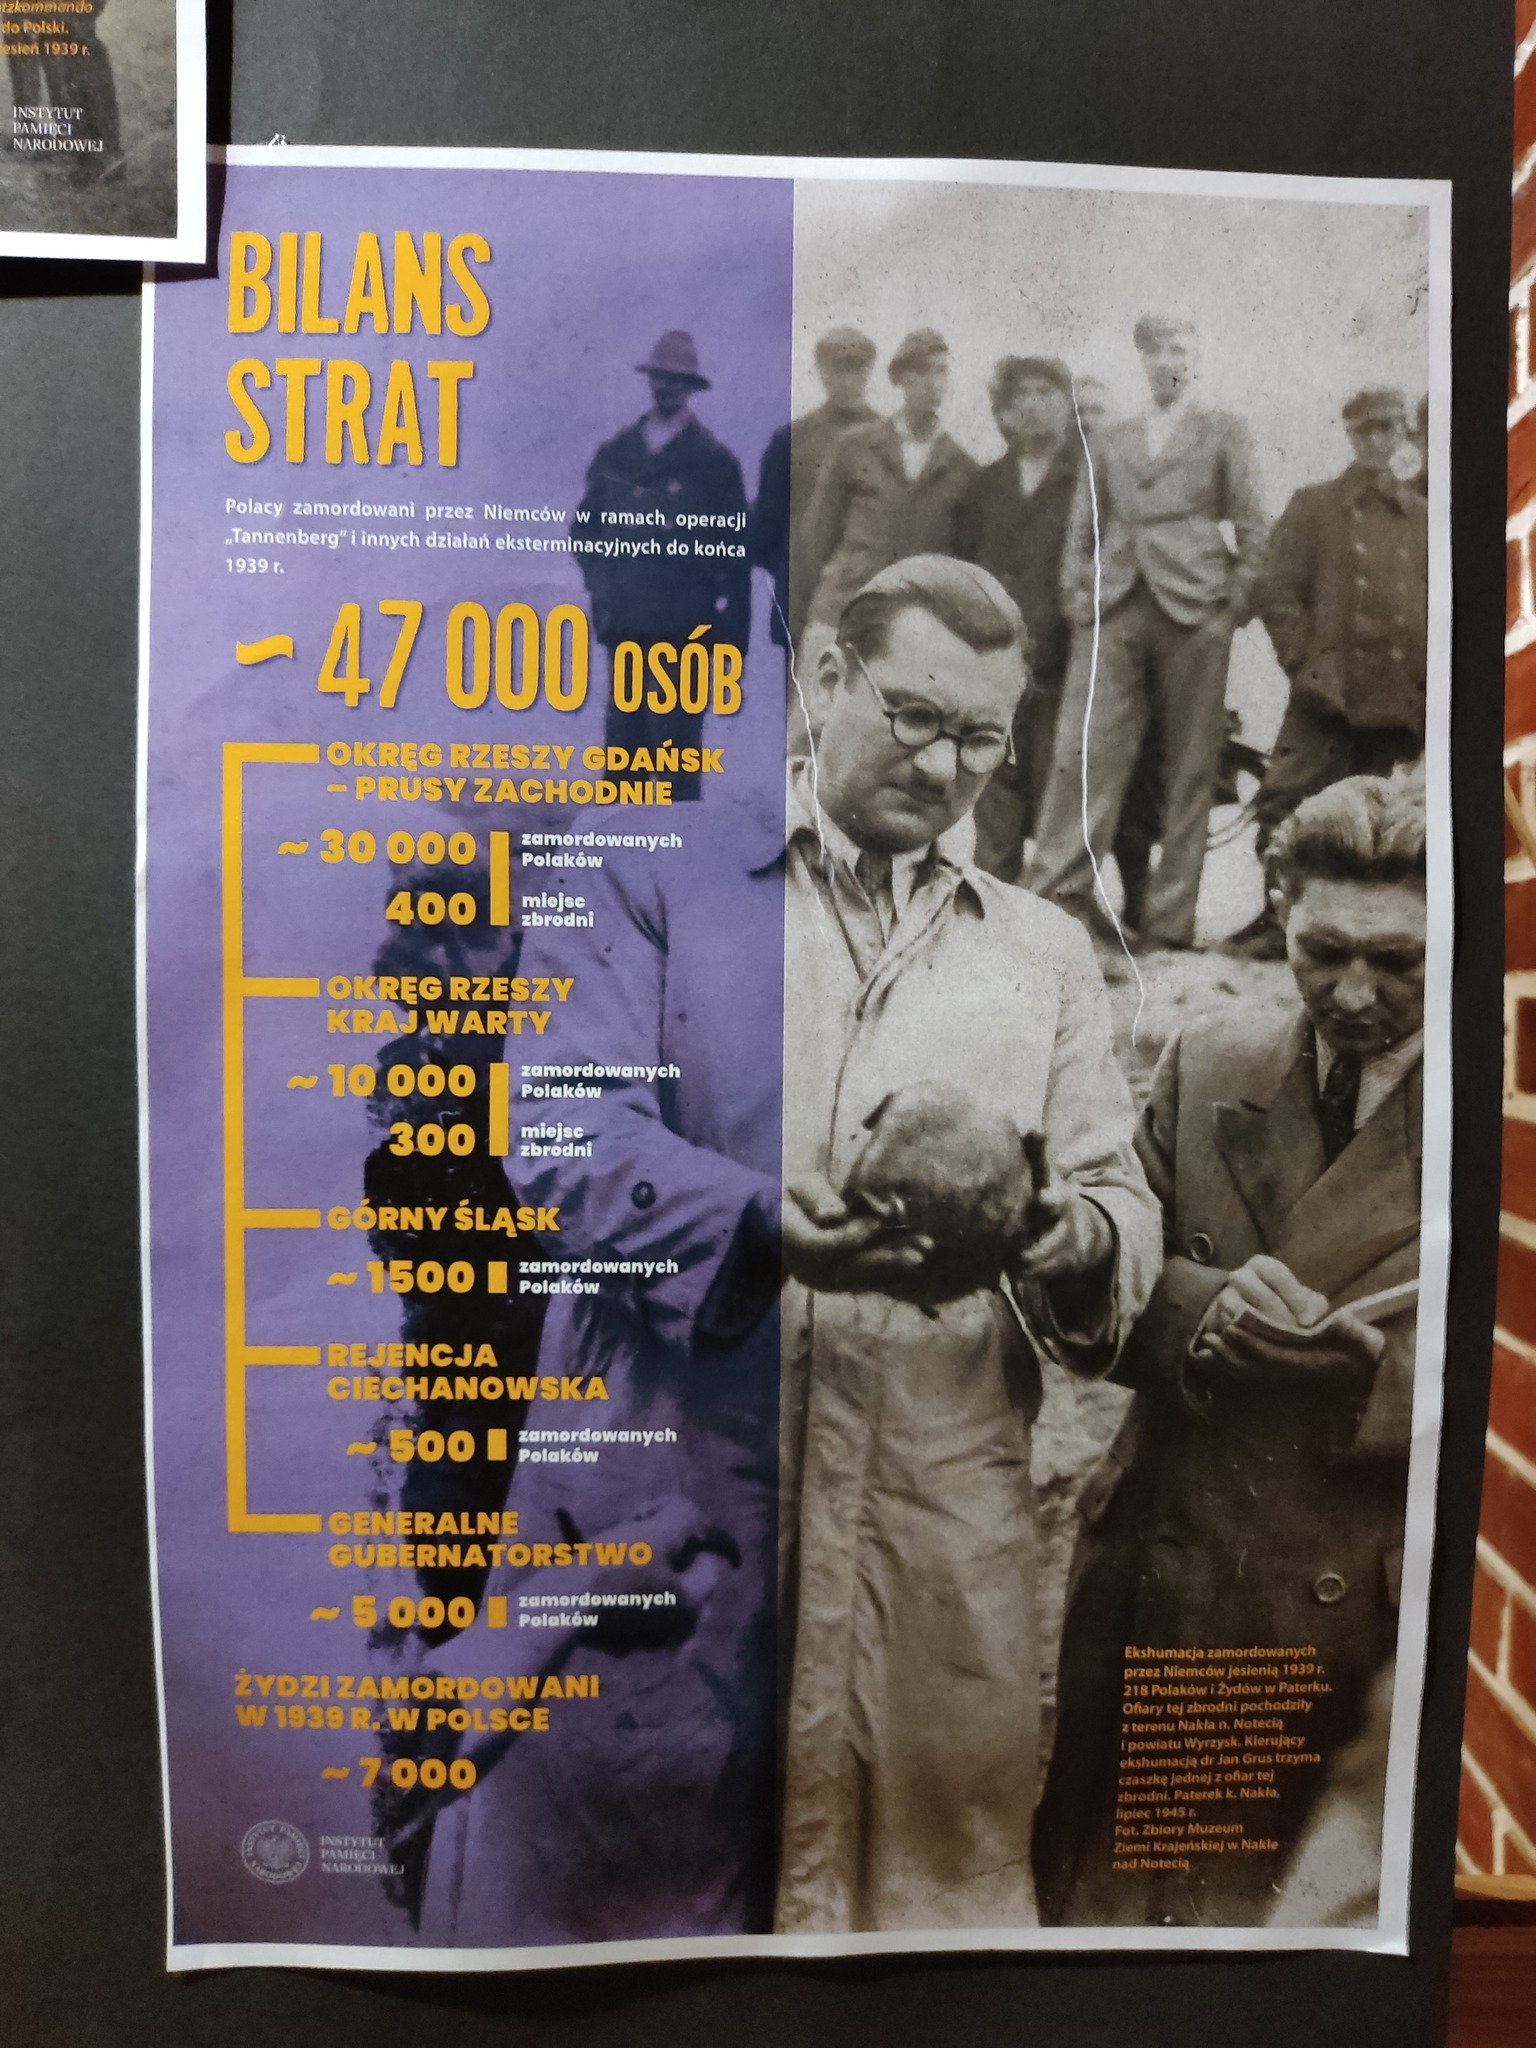 tzkommando
do Polski.
esień 1939 r.
INSTYTUT
PAMIĘCI
NARODOWEJ
BILANS
STRAT
Polacy zamordowani przez Niemców w ramach operacji
„Tannenberg” i innych działań eksterminacyjnych do końca
1939 r.
~ 47 000 OSÓB
OKRĘG RZESZY GDAŃSK
– PRUSY ZACHODNIE
~ 30 000 zamordowanych
Polaków
400 miejsc
zbrodni
OKRĘG RZESZY
KRAJ WARTY
~ 10 000 zamordowanych
Polaków
300 miejsc
zbrodni
GÓRNY ŚLĄSK
~ 1500 zamordowanych
Polaków
REJENCJA
CIECHANOWSKA
~ 500 zamordowanych
Polaków
GENERALNE
GUBERNATORSTWO
~ 5 000 zamordowanych
Polaków
ŻYDZI ZAMORDOWANI
W 1939 R. W POLSCE
~ 7 000
INSTYTUT PAMIĘCI NARODOWEJ
INSTYTUT
PAMIĘCI
NARODOWEJ
Ekshumacja zamordowanych
przez Niemców jesienią 1939 r.
218 Polaków i Żydów w Paterku.
Ofiary tej zbrodni pochodziły
z terenu Nakła n. Notecią
i powiatu Wyrzysk. Kierujący
ekshumacją dr Jan Grus trzyma
czaszkę jednej z ofiar tej
zbrodni. Paterek k. Nakła,
lipiec 1945 r.
Fot. Zbiory Muzeum
Ziemi Krajeńskiej w Nakle
nad Notecią